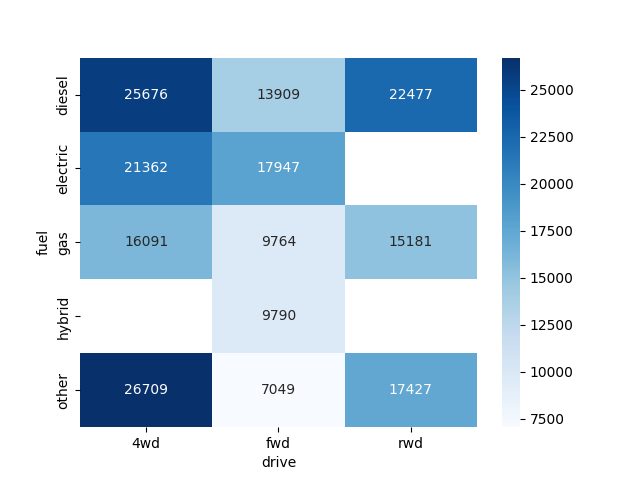 diesel 25676 13909 22477
electric 21362 17947
fuel
gas 16091 9764 15181
hybrid 9790
other 26709 7049 17427
4wd fwd rwd
drive
25000
22500
20000
17500
15000
12500
10000
7500